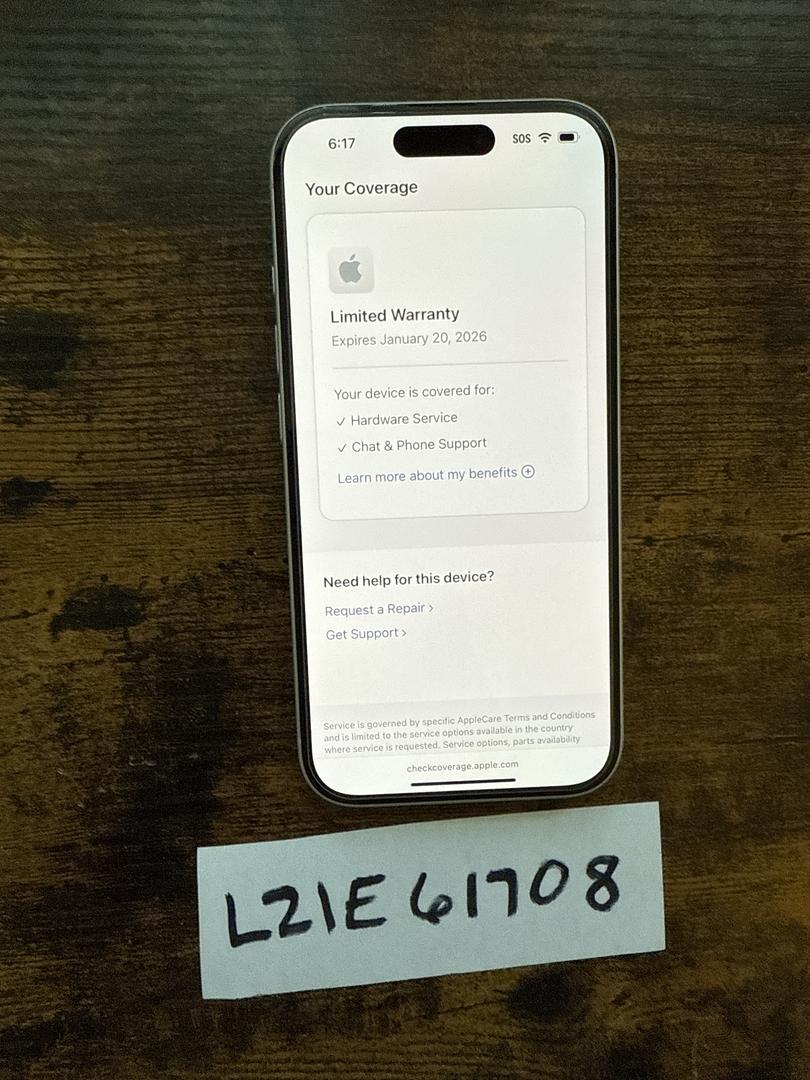 6:17 SOS
Your Coverage
Limited Warranty
Expires January 20, 2026
Your device is covered for:
✓ Hardware Service
✓ Chat & Phone Support
Learn more about my benefits
Need help for this device?
Request a Repair ›
Get Support ›
Service is governed by specific AppleCare Terms and Conditions
and is limited to the service options available in the country
where service is requested. Service options, parts availability
checkcoverage.apple.com
LZ1E61708